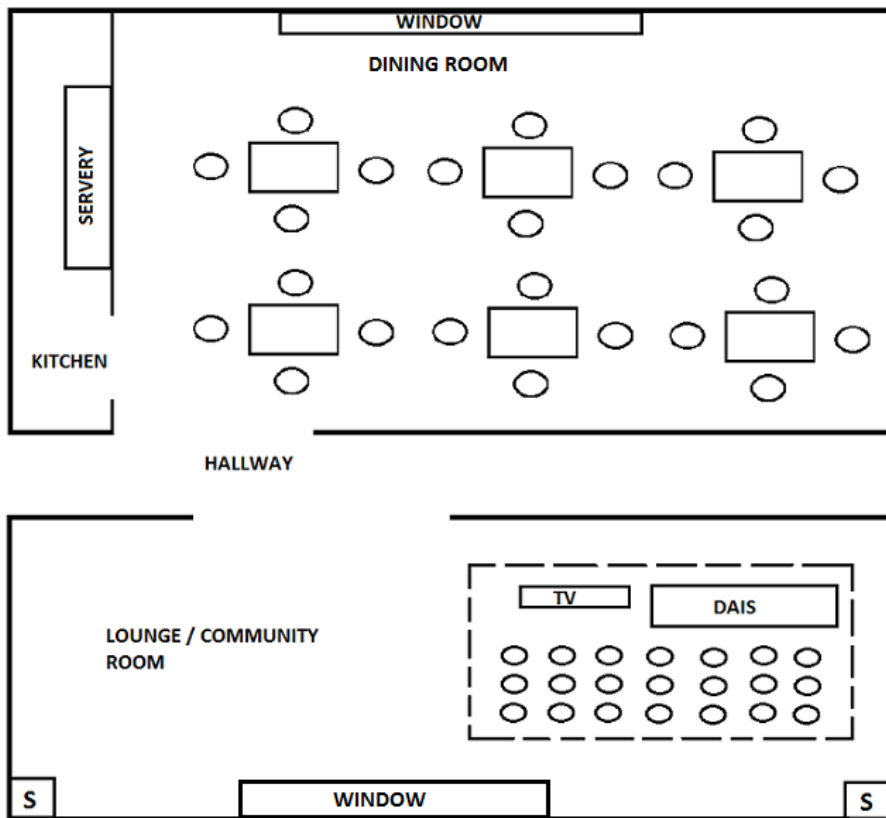 WINDOW
DINING ROOM
SERVERY
KITCHEN
HALLWAY
TV
DAIS
LOUNGE / COMMUNITY
ROOM
S
WINDOW
S